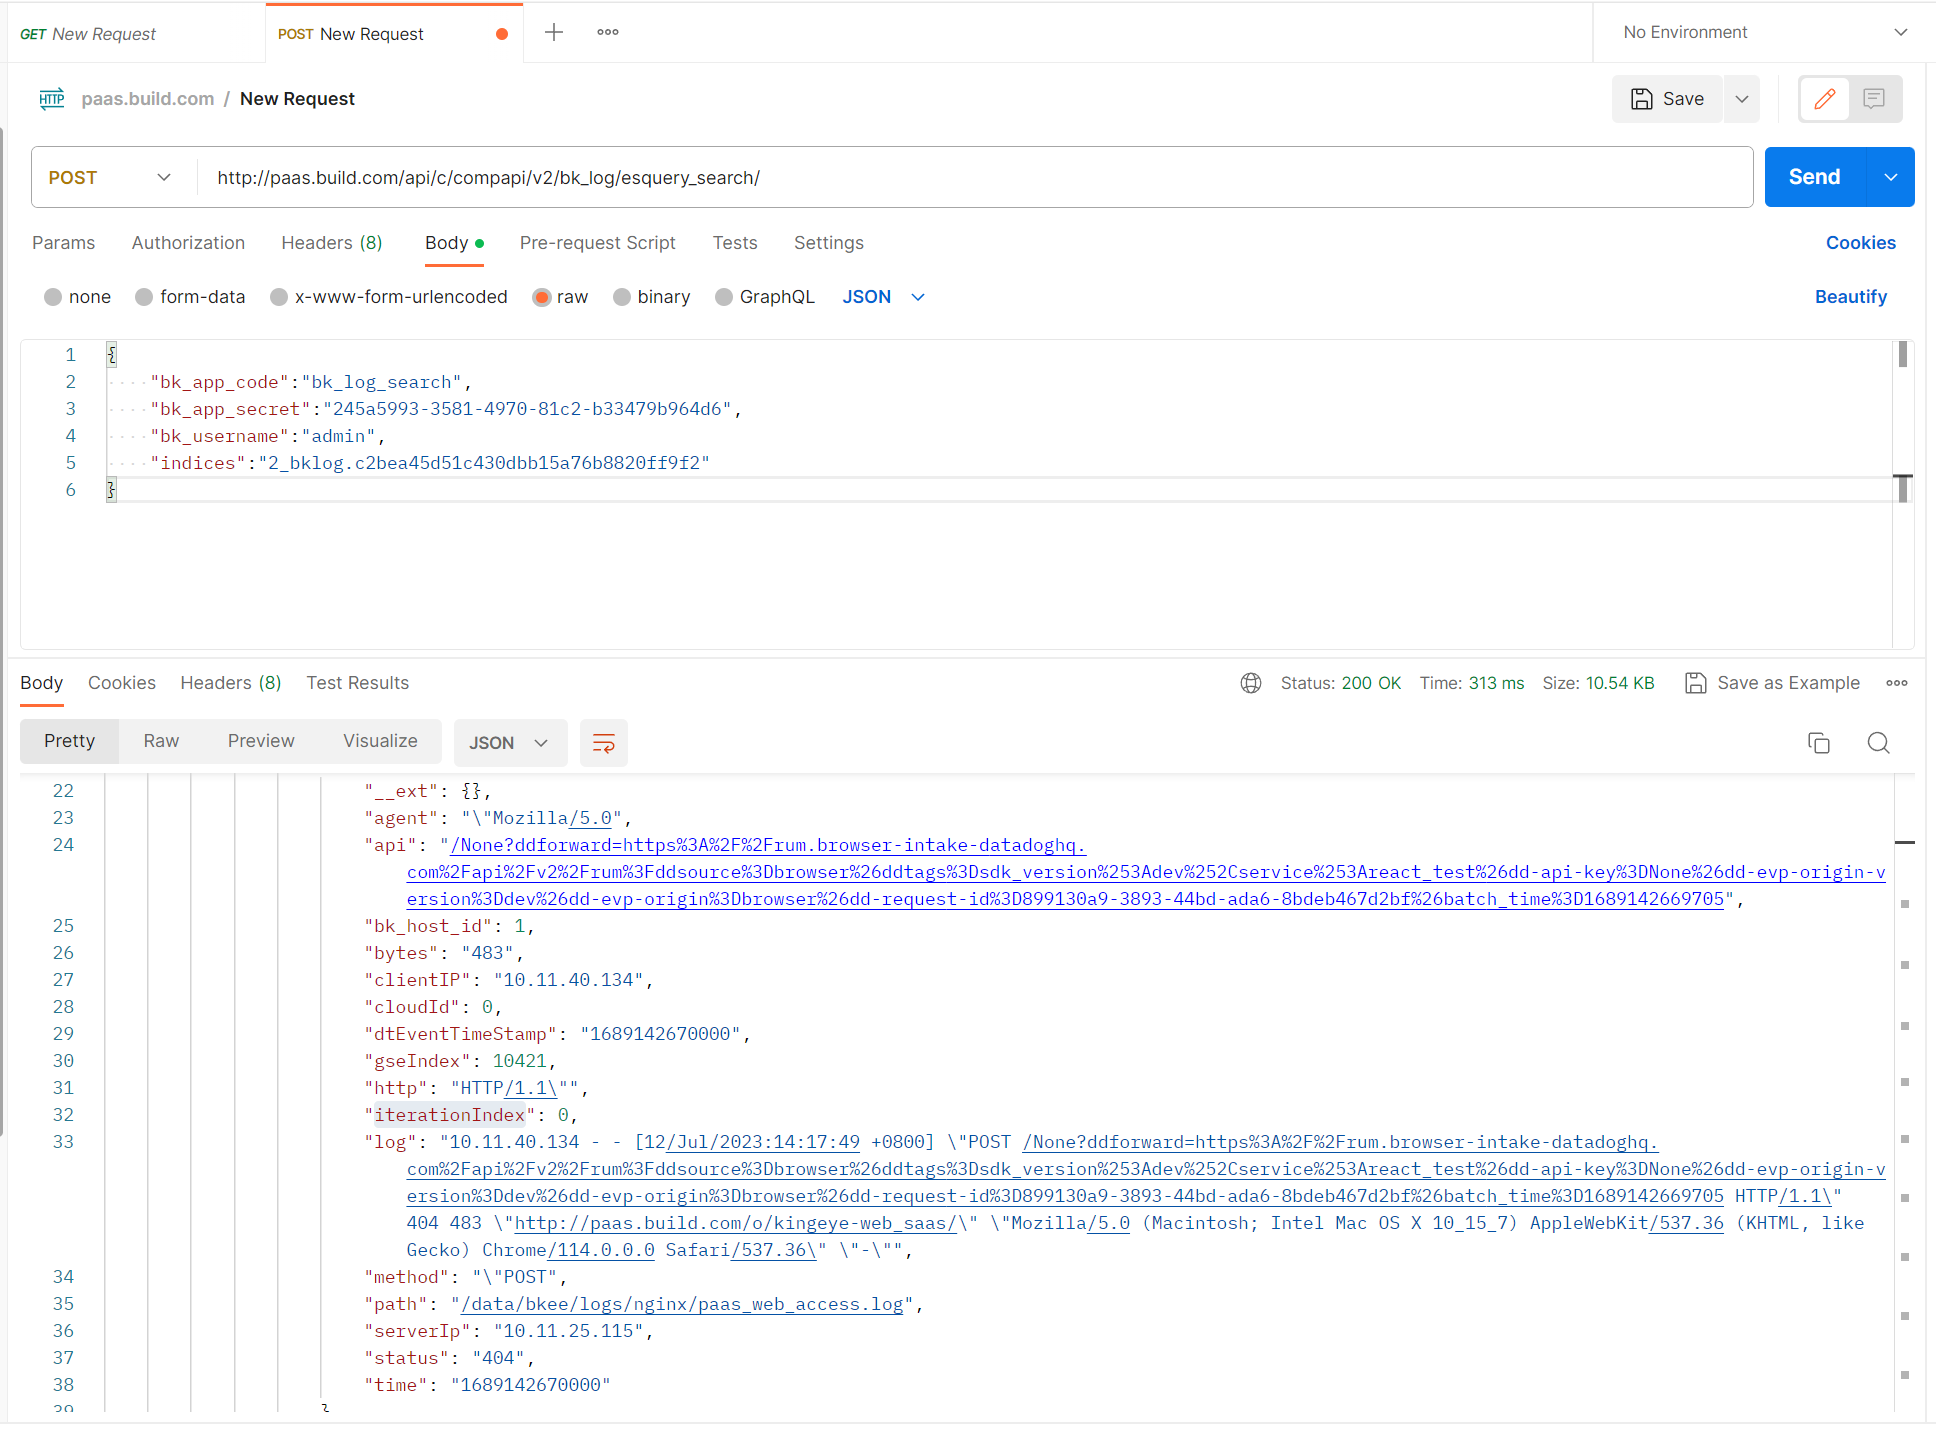 GET New Request
POST New Request
No Environment
HTTP paas.build.com / New Request
Save
POST
http://paas.build.com/api/c/compapi/v2/bk_log/esquery_search/
Send
Params Authorization Headers (8) Body Pre-request Script Tests Settings Cookies
none form-data x-www-form-urlencoded raw binary GraphQL JSON Beautify
1 {
2 "bk_app_code":"bk_log_search",
3 "bk_app_secret":"245a5993-3581-4970-81c2-b33479b964d6",
4 "bk_username":"admin",
5 "indices":"2_bklog.c2bea45d51c430dbb15a76b8820ff9f2"
6 }
Body Cookies Headers (8) Test Results Status: 200 OK Time: 313 ms Size: 10.54 KB Save as Example
Pretty Raw Preview Visualize JSON
22 "__ext": {},
23 "agent": "\"Mozilla/5.0",
24 "api": "/None?ddforward=https%3A%2F%2Frum.browser-intake-datadoghq.
com%2Fapi%2Fv2%2Frum%3Fddsource%3Dbrowser%26ddtags%3Dsdk_version%253Adev%252Cservice%253Areact_test%26dd-api-key%3DNone%26dd-evp-origin-v
ersion%3Ddev%26dd-evp-origin%3Dbrowser%26dd-request-id%3D899130a9-3893-44bd-ada6-8bdeb467d2bf%26batch_time%3D1689142669705",
25 "bk_host_id": 1,
26 "bytes": "483",
27 "clientIP": "10.11.40.134",
28 "cloudId": 0,
29 "dtEventTimeStamp": "1689142670000",
30 "gseIndex": 10421,
31 "http": "HTTP/1.1\"",
32 "iterationIndex": 0,
33 "log": "10.11.40.134 - - [12/Jul/2023:14:17:49 +0800] \"POST /None?ddforward=https%3A%2F%2Frum.browser-intake-datadoghq.
com%2Fapi%2Fv2%2Frum%3Fddsource%3Dbrowser%26ddtags%3Dsdk_version%253Adev%252Cservice%253Areact_test%26dd-api-key%3DNone%26dd-evp-origin-v
ersion%3Ddev%26dd-evp-origin%3Dbrowser%26dd-request-id%3D899130a9-3893-44bd-ada6-8bdeb467d2bf%26batch_time%3D1689142669705 HTTP/1.1\"
404 483 \"http://paas.build.com/o/kingeye-web_saas/\" \"Mozilla/5.0 (Macintosh; Intel Mac OS X 10_15_7) AppleWebKit/537.36 (KHTML, like
Gecko) Chrome/114.0.0.0 Safari/537.36\" \"-\"",
34 "method": "\"POST",
35 "path": "/data/bkee/logs/nginx/paas_web_access.log",
36 "serverIp": "10.11.25.115",
37 "status": "404",
38 "time": "1689142670000"
39 }